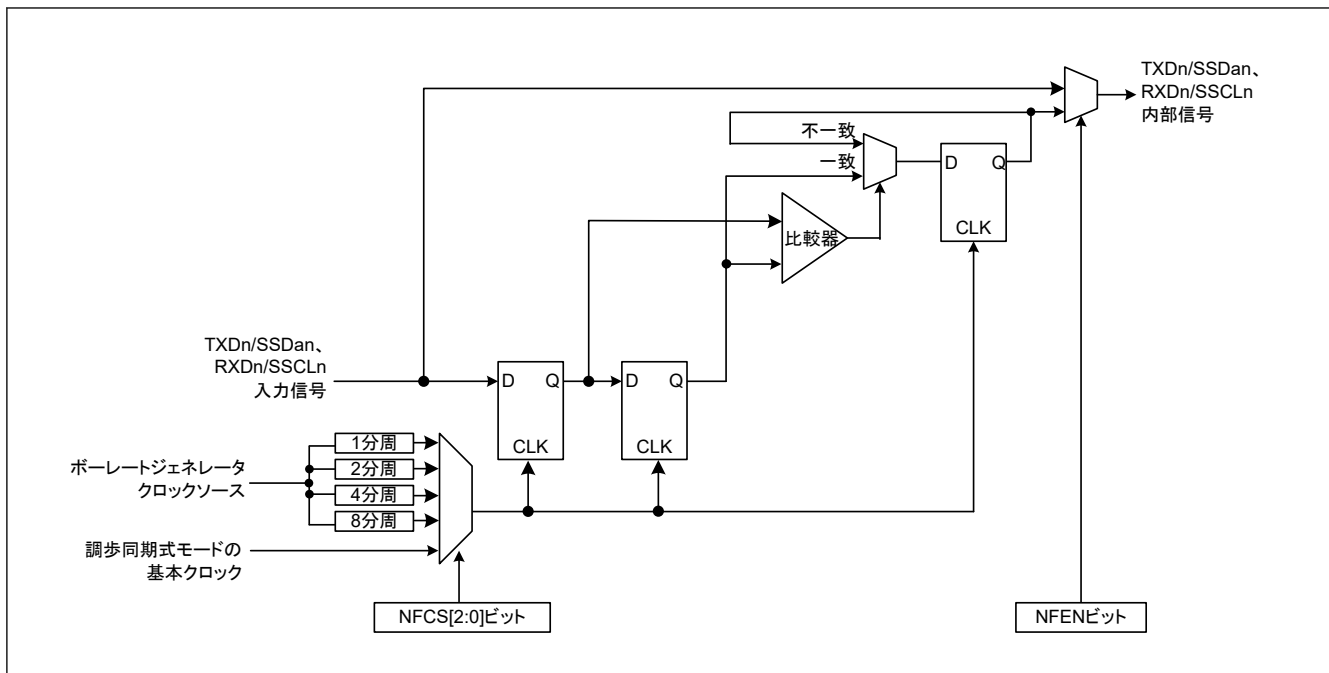 TXDn/SSDan、
RXDn/SSCLn
内部信号
不一致
一致
D
Q
CLK
比較器
TXDn/SSDan、
RXDn/SSCLn
入力信号
D
Q
CLK
D
Q
CLK
ボーレートジェネレータ
クロックソース
1分周
2分周
4分周
8分周
調歩同期式モードの
基本クロック
NFCS[2:0]ビット
NFENビット